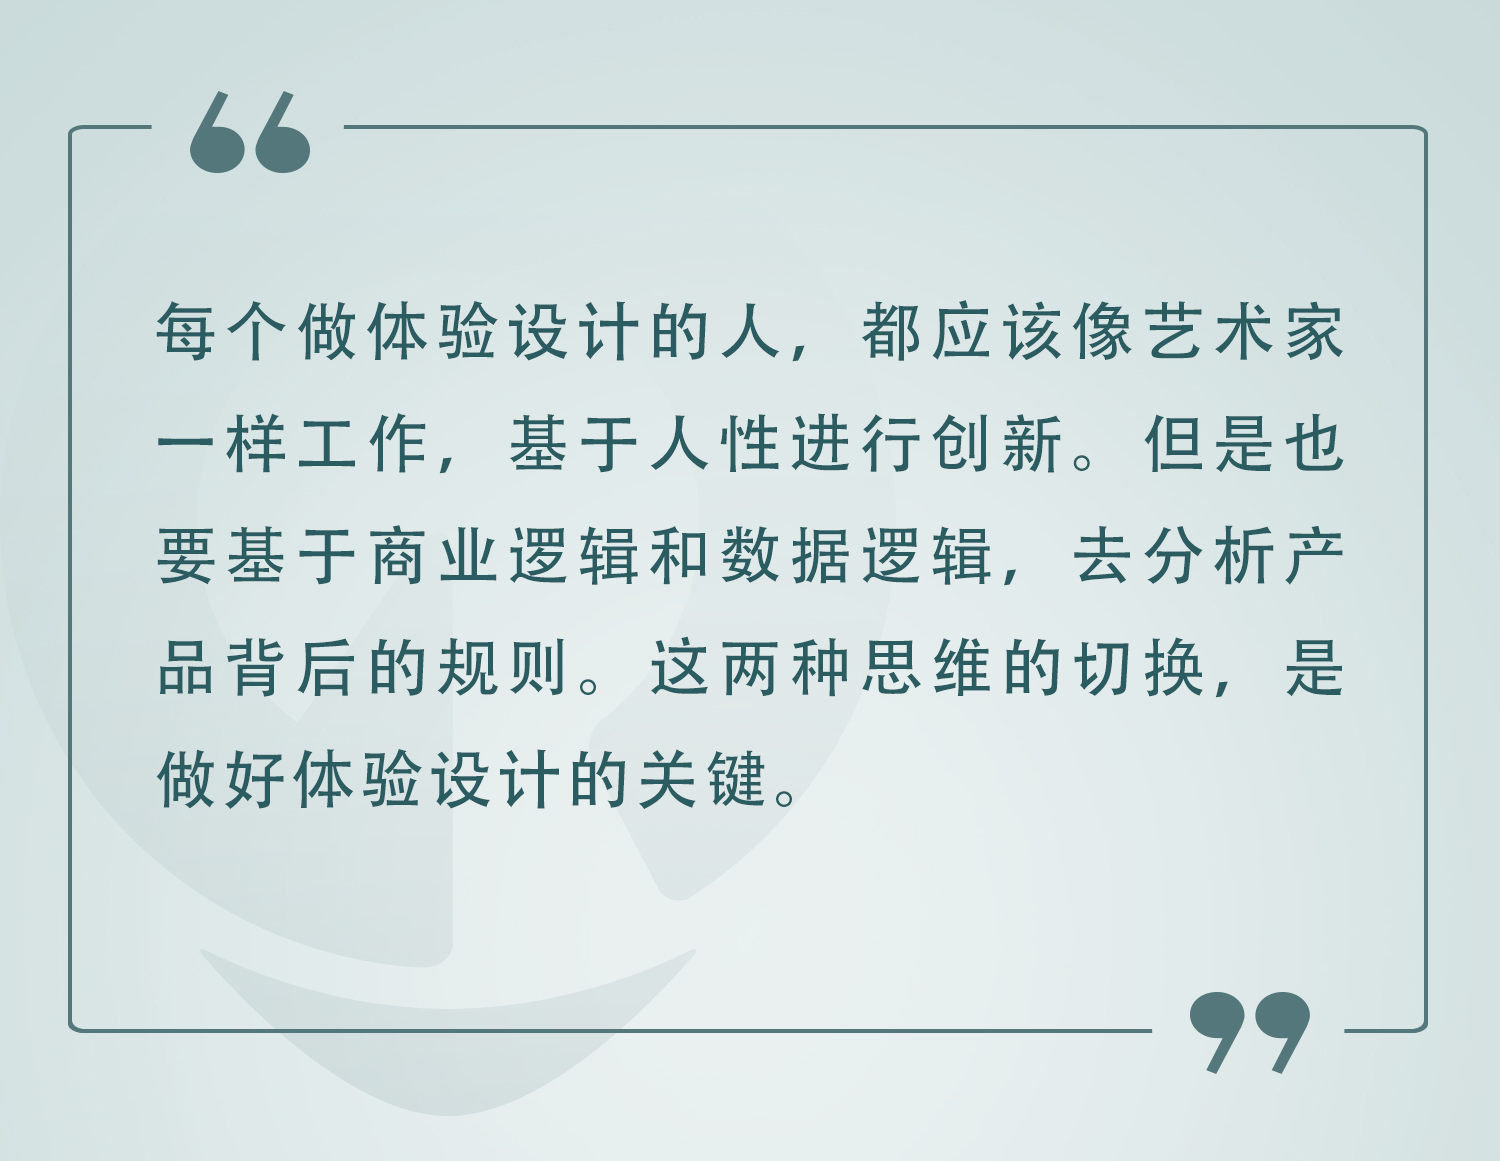 每个做体验设计的人，都应该像艺术家
一样工作，基于人性进行创新。但是也
要基于商业逻辑和数据逻辑，去分析产
品背后的规则。这两种思维的切换，是
做好体验设计的关键。